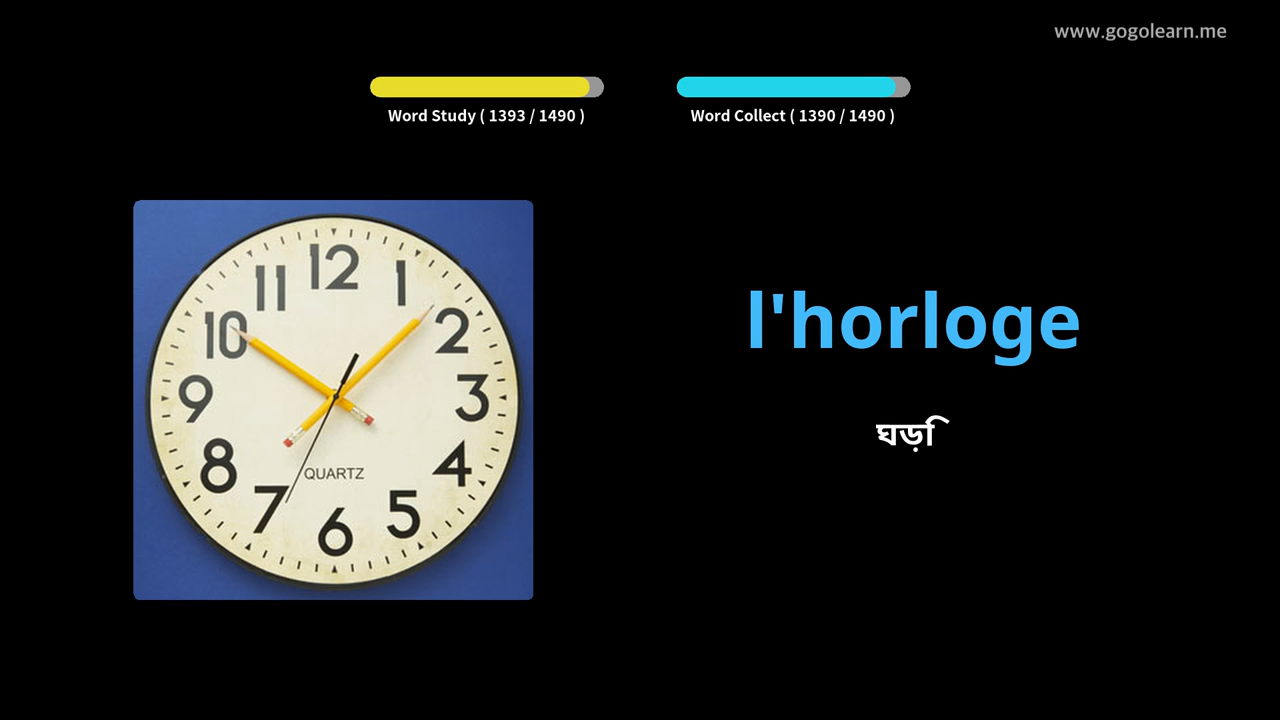 www.gogolearn.me
Word Study ( 1393 / 1490 )
Word Collect ( 1390 / 1490 )
12
11
1
10
2
9
3
8
4
QUARTZ
7
5
6
l'horloge
ঘড়ি